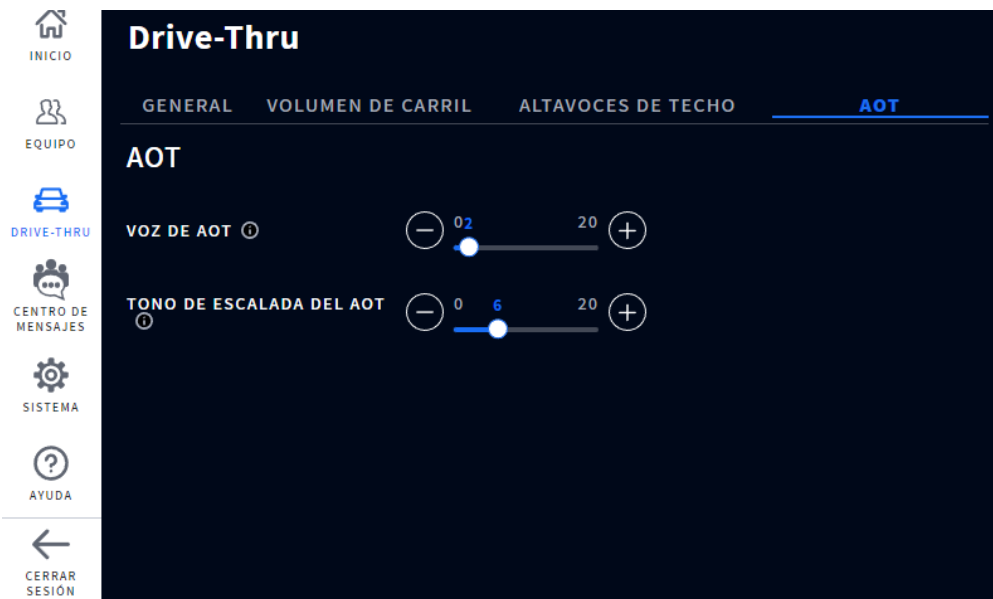 INICIO
EQUIPO
DRIVE-THRU
CENTRO DE
MENSAJES
SISTEMA
AYUDA
CERRAR
SESIÓN
Drive-Thru
GENERAL VOLUMEN DE CARRIL ALTAVOCES DE TECHO AOT
AOT
VOZ DE AOT 0 2 20
TONO DE ESCALADA DEL AOT 0 6 20